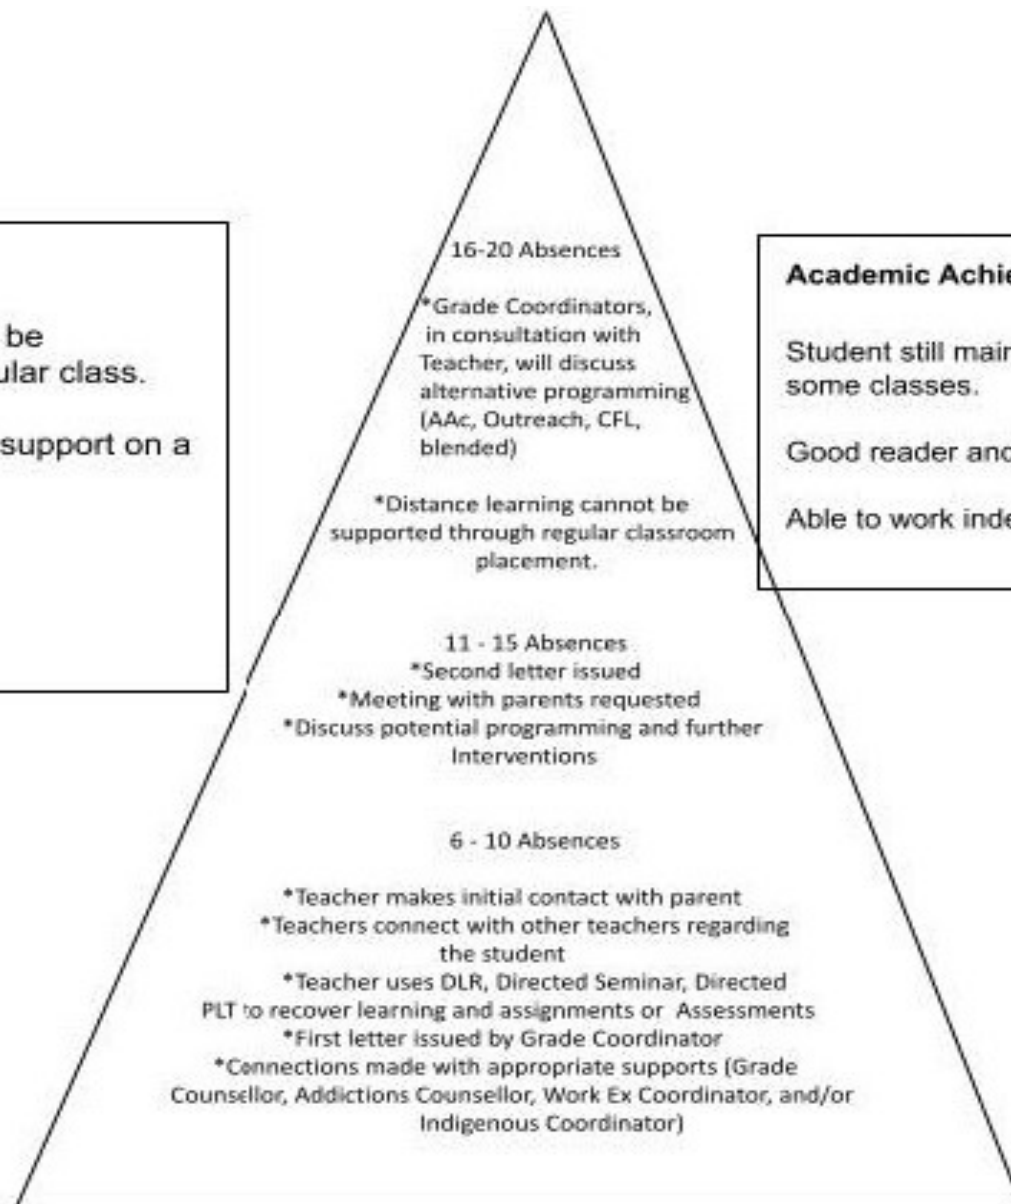 be
ular class.
support on a
16-20 Absences
*Grade Coordinators,
in consultation with
Teacher, will discuss
alternative programming
(AAc, Outreach, CFL,
blended)
*Distance learning cannot be
supported through regular classroom
placement.
11 - 15 Absences
*Second letter issued
*Meeting with parents requested
*Discuss potential programming and further
Interventions
6 - 10 Absences
*Teacher makes initial contact with parent
*Teachers connect with other teachers regarding
the student
*Teacher uses DLR, Directed Seminar, Directed
PLT to recover learning and assignments or Assessments
*First letter issued by Grade Coordinator
*Connections made with appropriate supports (Grade
Counsellor, Addictions Counsellor, Work Ex Coordinator, and/or
Indigenous Coordinator)
Academic Achie
Student still main
some classes.
Good reader and
Able to work inde